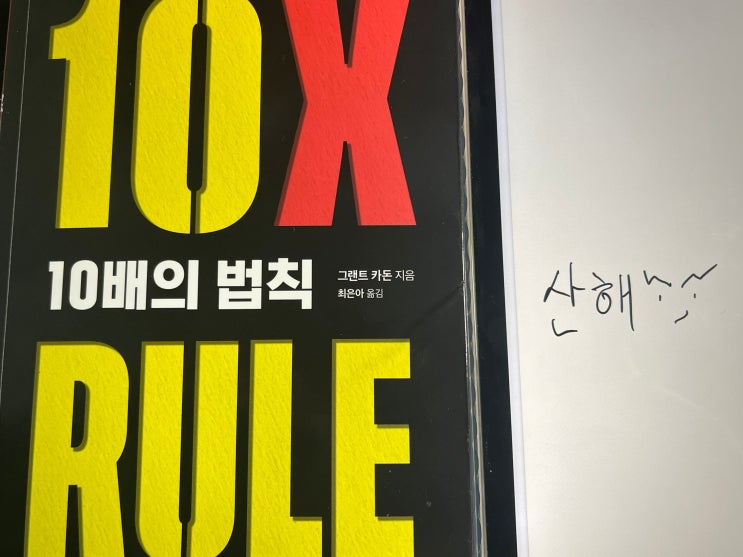 10X
10배의 법칙
그랜트 카돈 지음
최은아 옮김
RULE
산해